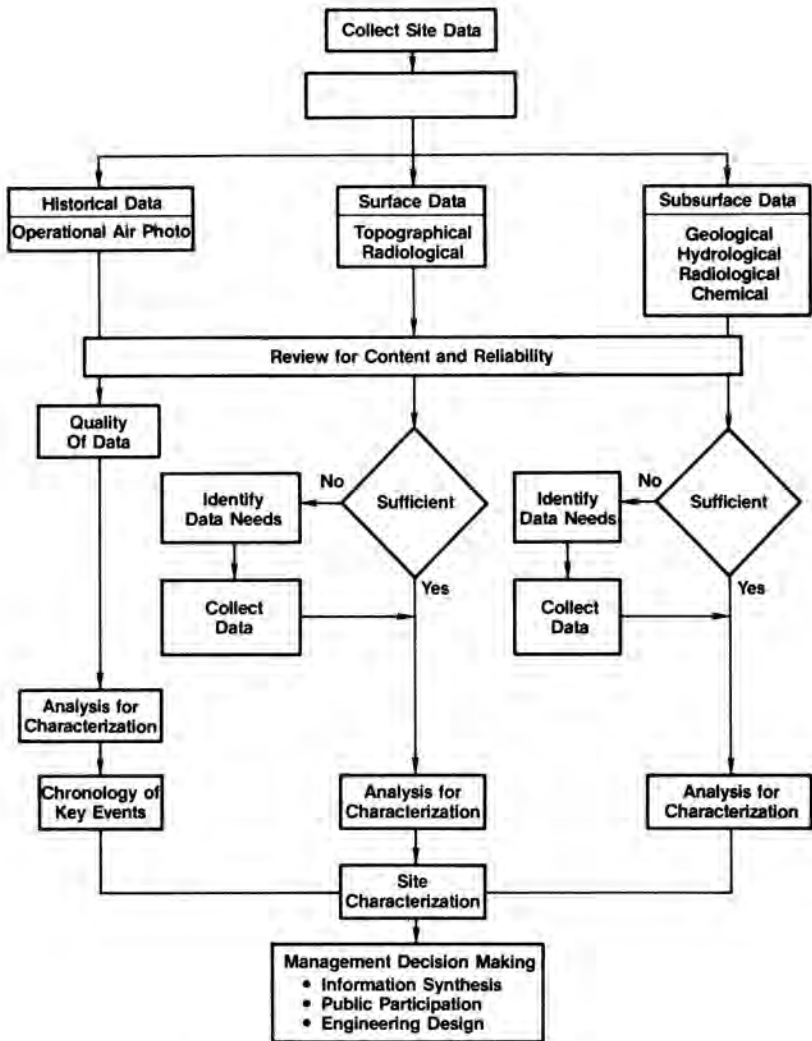 Collect Site Data
Historical Data
Operational Air Photo
Surface Data
Topographical
Radiological
Subsurface Data
Geological
Hydrological
Radiological
Chemical
Review for Content and Reliability
Quality
Of Data
No
Identify
Data Needs
Sufficient
Yes
Collect
Data
No
Identify
Data Needs
Sufficient
Yes
Collect
Data
Analysis for
Characterization
Chronology of
Key Events
Analysis for
Characterization
Analysis for
Characterization
Site
Characterization
Management Decision Making
• Information Synthesis
• Public Participation
• Engineering Design